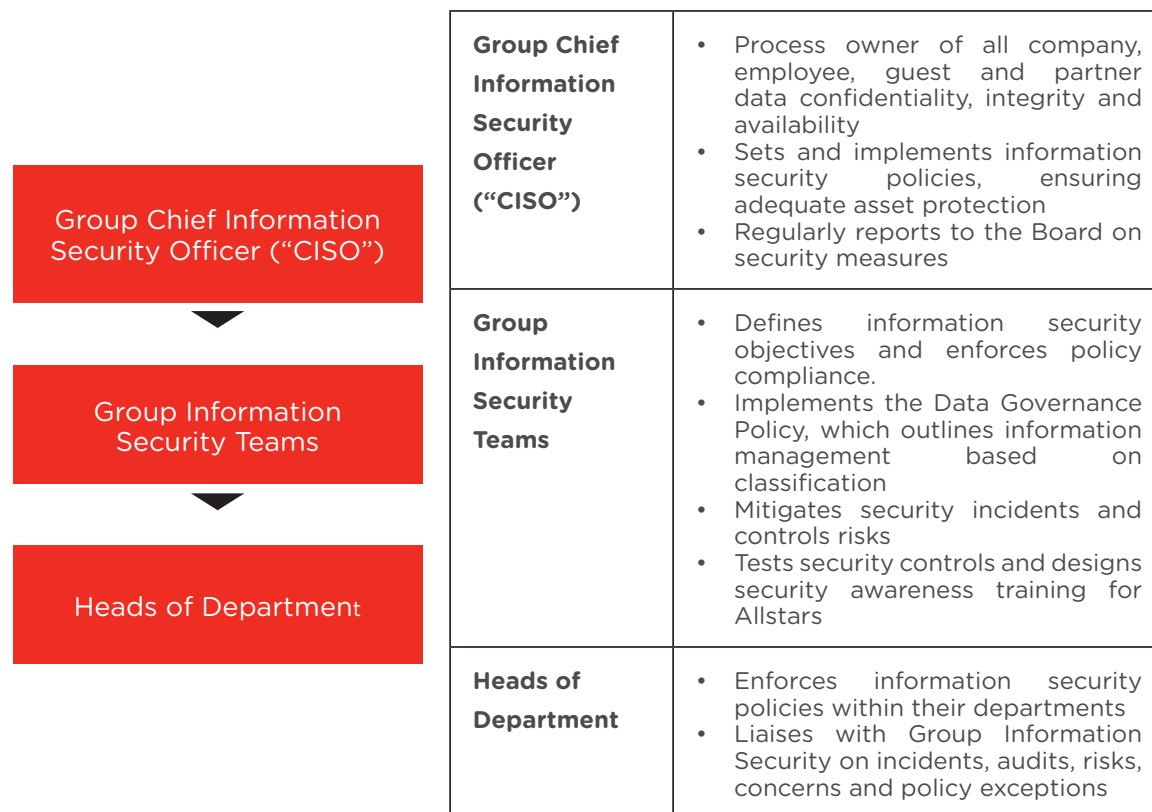 Group Chief Information
Security Officer (“CISO”)
Group Information
Security Teams
Heads of Department
Group Chief
Information
Security
Officer
(“CISO”)
• Process owner of all company,
employee, guest and partner
data confidentiality, integrity and
availability
• Sets and implements information
security policies, ensuring
adequate asset protection
• Regularly reports to the Board on
security measures
Group
Information
Security
Teams
• Defines information security
objectives and enforces policy
compliance.
• Implements the Data Governance
Policy, which outlines information
management based on
classification
• Mitigates security incidents and
controls risks
• Tests security controls and designs
security awareness training for
Allstars
Heads of
Department
• Enforces information security
policies within their departments
• Liaises with Group Information
Security on incidents, audits, risks,
concerns and policy exceptions